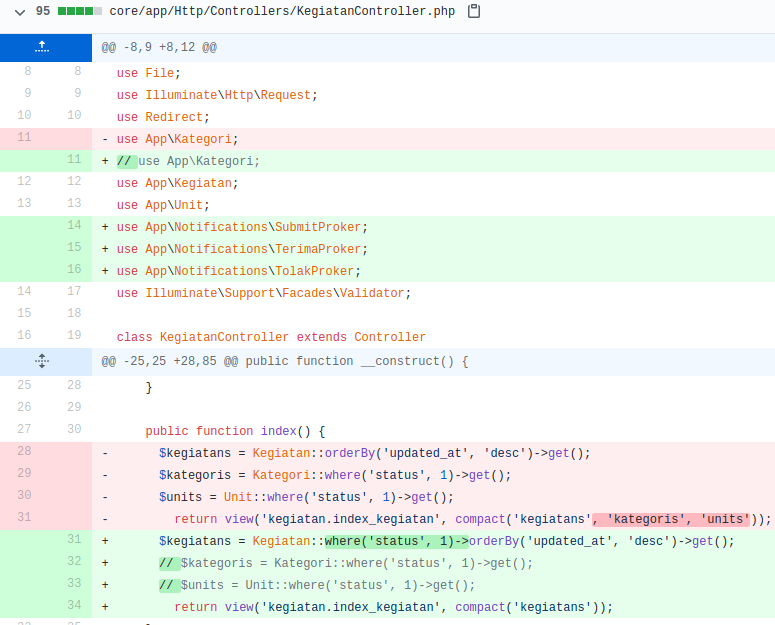 95 core/app/Http/Controllers/KegiatanController.php
@@ -8,9 +8,12 @@
8 8 use File;
9 9 use Illuminate\Http\Request;
10 10 use Redirect;
11 - use App\Kategori;
11 + // use App\Kategori;
12 12 use App\Kegiatan;
13 13 use App\Unit;
14 + use App\Notifications\SubmitProker;
15 + use App\Notifications\TerimaProker;
16 + use App\Notifications\TolakProker;
14 17 use Illuminate\Support\Facades\Validator;
15 18
16 19 class KegiatanController extends Controller
@@ -25,25 +28,85 @@ public function __construct() {
25 28 }
26 29
27 30 public function index() {
28 - $kegiatans = Kegiatan::orderBy('updated_at', 'desc')->get();
29 - $kategoris = Kategori::where('status', 1)->get();
30 - $units = Unit::where('status', 1)->get();
31 - return view('kegiatan.index_kegiatan', compact('kegiatans', 'kategoris', 'units'));
31 + $kegiatans = Kegiatan::where('status', 1)->orderBy('updated_at', 'desc')->get();
32 + // $kategoris = Kategori::where('status', 1)->get();
33 + // $units = Unit::where('status', 1)->get();
34 + return view('kegiatan.index_kegiatan', compact('kegiatans'));